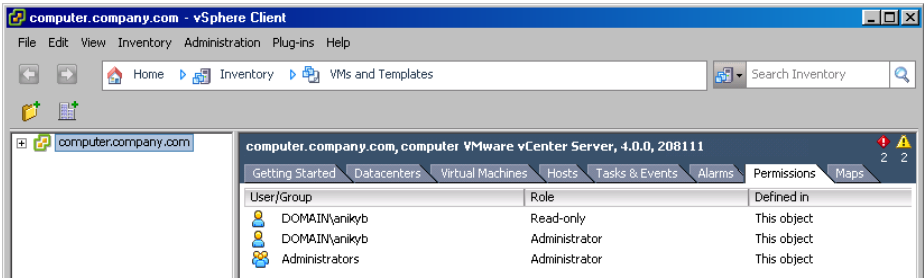 computer.company.com - vSphere Client
File Edit View Inventory Administration Plug-ins Help
Home Inventory VMs and Templates Search Inventory
computer.company.com
computer.company.com, computer VMware vCenter Server, 4.0.0, 208111
2 2
Getting Started Datacenters Virtual Machines Hosts Tasks & Events Alarms Permissions Maps
User/Group Role Defined in
DOMAIN\anikyb Read-only This object
DOMAIN\anikyb Administrator This object
Administrators Administrator This object